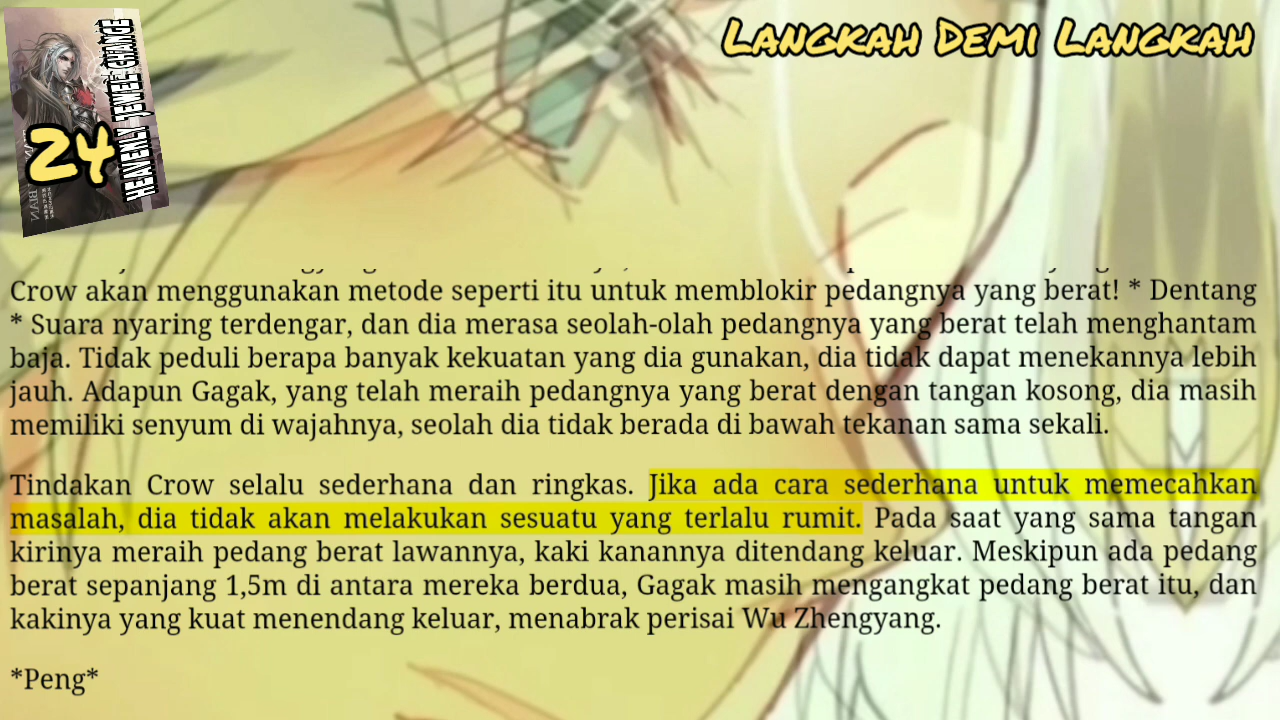 Langkah Demi Langkah
HEAVENLY JEWEL CHANGE
24
Crow akan menggunakan metode seperti itu untuk memblokir pedangnya yang berat! * Dentang
* Suara nyaring terdengar, dan dia merasa seolah-olah pedangnya yang berat telah menghantam
baja. Tidak peduli berapa banyak kekuatan yang dia gunakan, dia tidak dapat menekannya lebih
jauh. Adapun Gagak, yang telah meraih pedangnya yang berat dengan tangan kosong, dia masih
memiliki senyum di wajahnya, seolah dia tidak berada di bawah tekanan sama sekali.
Tindakan Crow selalu sederhana dan ringkas. Jika ada cara sederhana untuk memecahkan
masalah, dia tidak akan melakukan sesuatu yang terlalu rumit. Pada saat yang sama tangan
kirinya meraih pedang berat lawannya, kaki kanannya ditendang keluar. Meskipun ada pedang
berat sepanjang 1,5m di antara mereka berdua, Gagak masih mengangkat pedang berat itu, dan
kakinya yang kuat menendang keluar, menabrak perisai Wu Zhengyang.
*Peng*